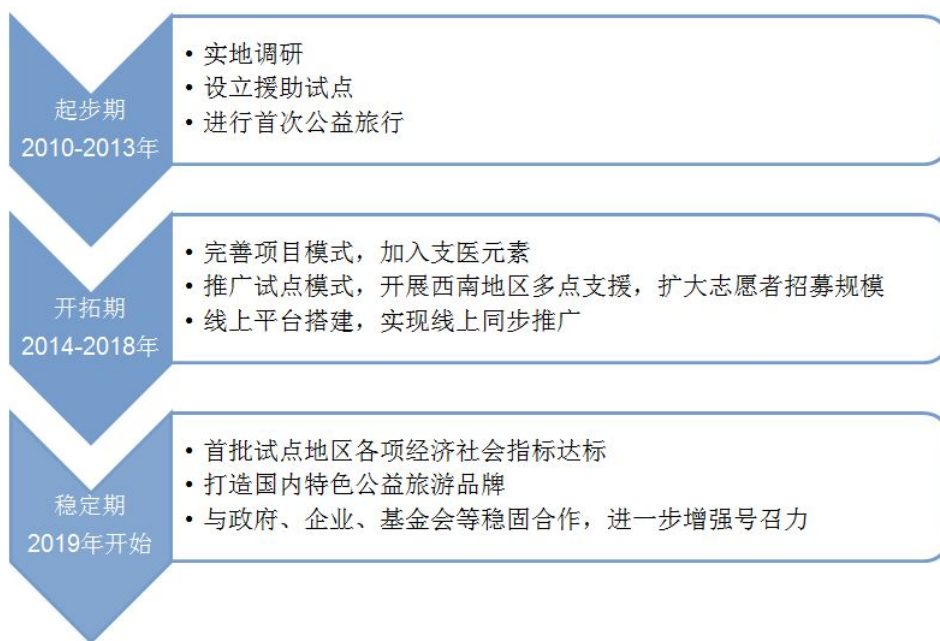 起步期
2010-2013年
• 实地调研
• 设立援助试点
• 进行首次公益旅行
开拓期
2014-2018年
• 完善项目模式，加入支医元素
• 推广试点模式，开展西南地区多点支援，扩大志愿者招募规模
• 线上平台搭建，实现线上同步推广
稳定期
2019年开始
• 首批试点地区各项经济社会指标达标
• 打造国内特色公益旅游品牌
• 与政府、企业、基金会等稳固合作，进一步增强号召力